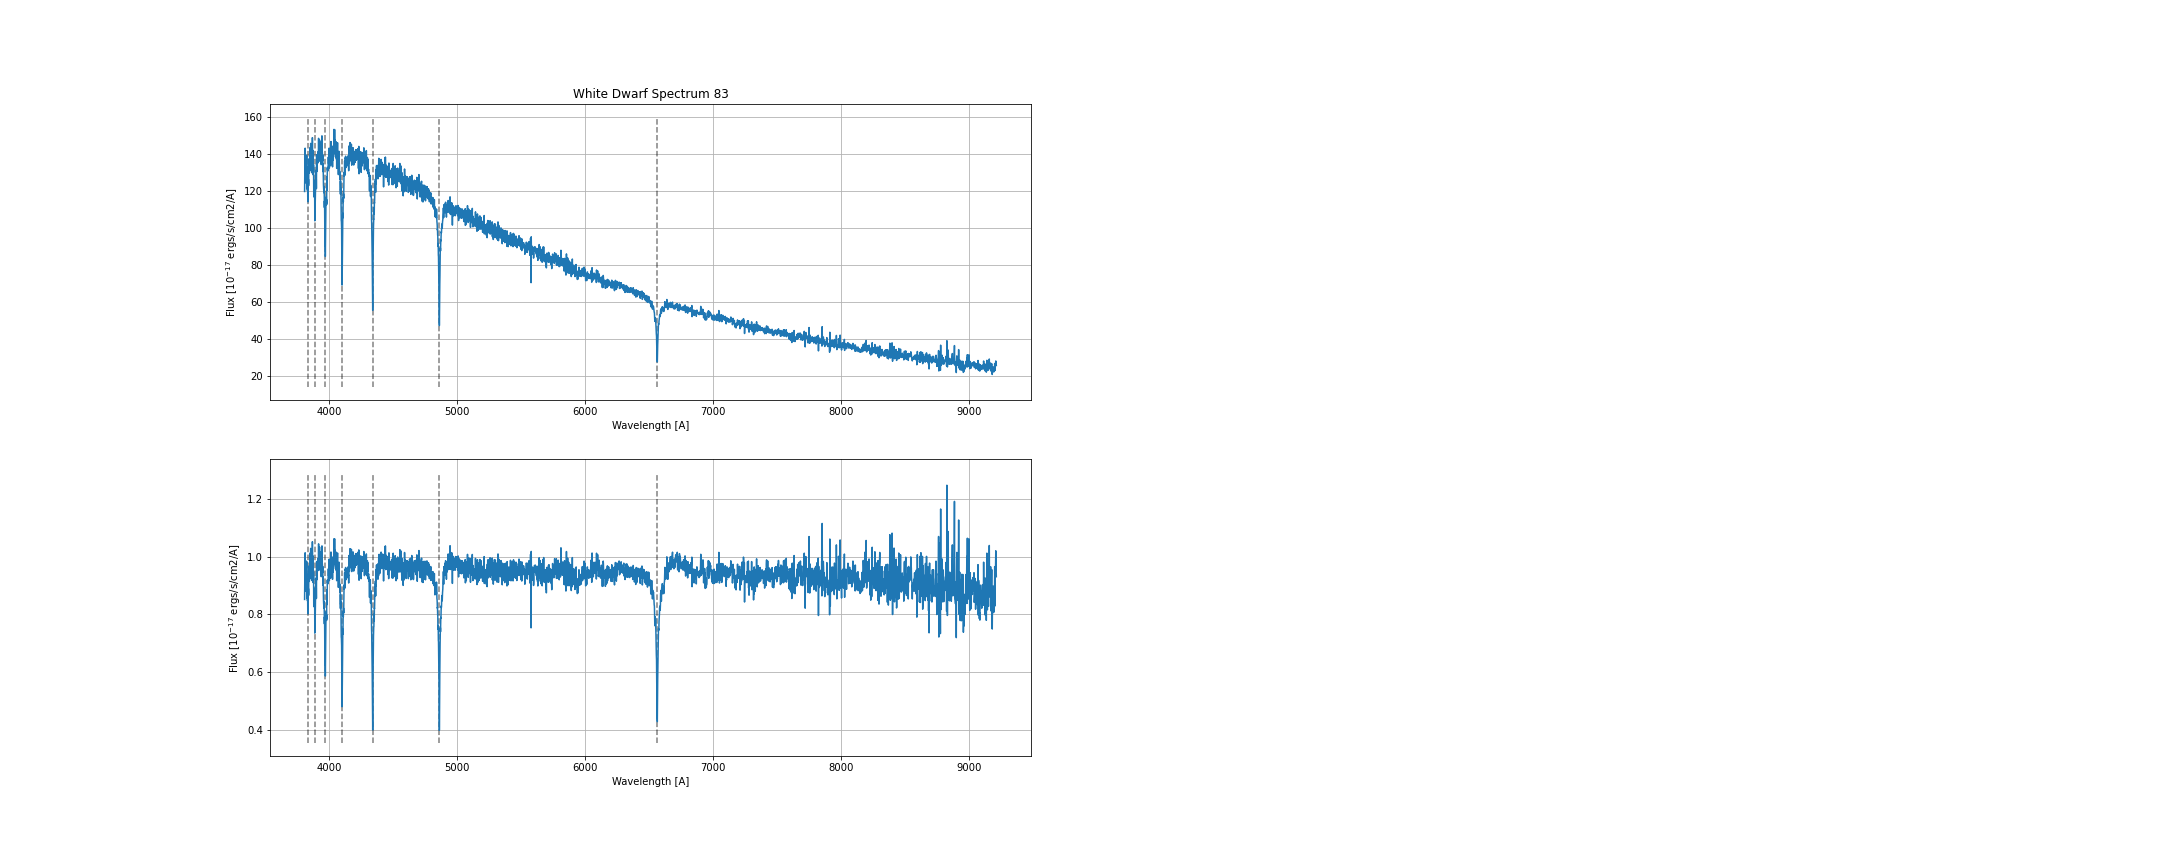 White Dwarf Spectrum 83
Flux [10⁻¹⁷ ergs/s/cm2/A]
160
140
120
100
80
60
40
20
4000 5000 6000 7000 8000 9000
Wavelength [A]
Flux [10⁻¹⁷ ergs/s/cm2/A]
1.2
1.0
0.8
0.6
0.4
4000 5000 6000 7000 8000 9000
Wavelength [A]